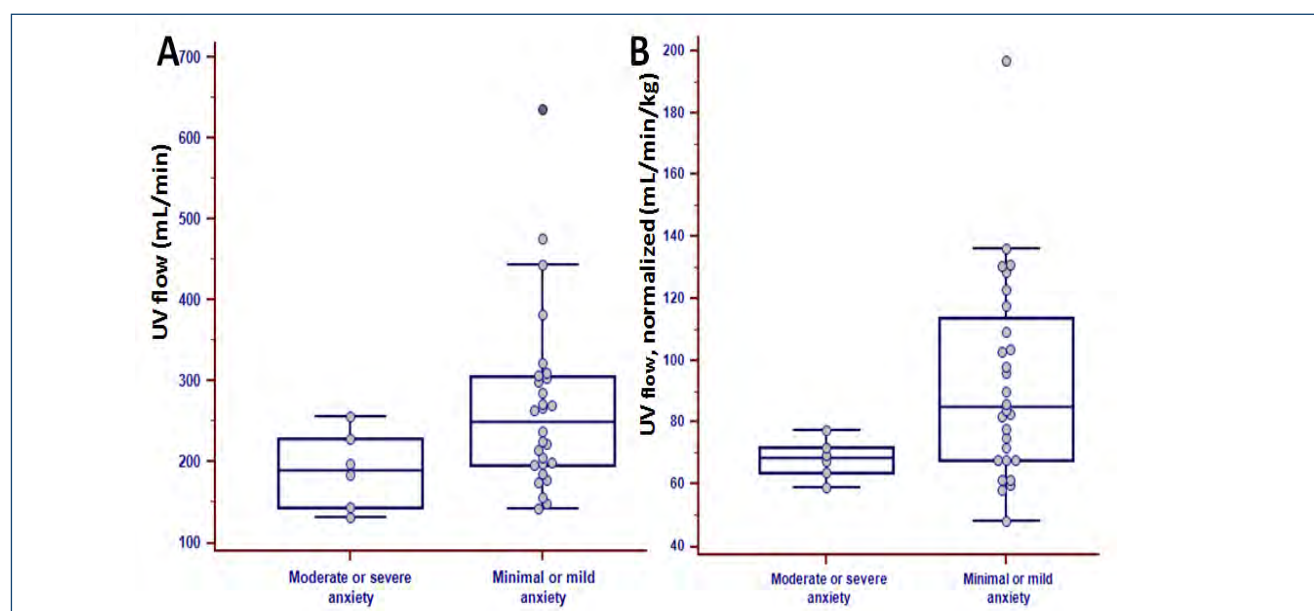 A
UV flow (mL/min)
700
600
500
400
300
200
100
Moderate or severe
anxiety
Minimal or mild
anxiety
B
UV flow, normalized (mL/min/kg)
200
180
160
140
120
100
80
60
40
Moderate or severe
anxiety
Minimal or mild
anxiety